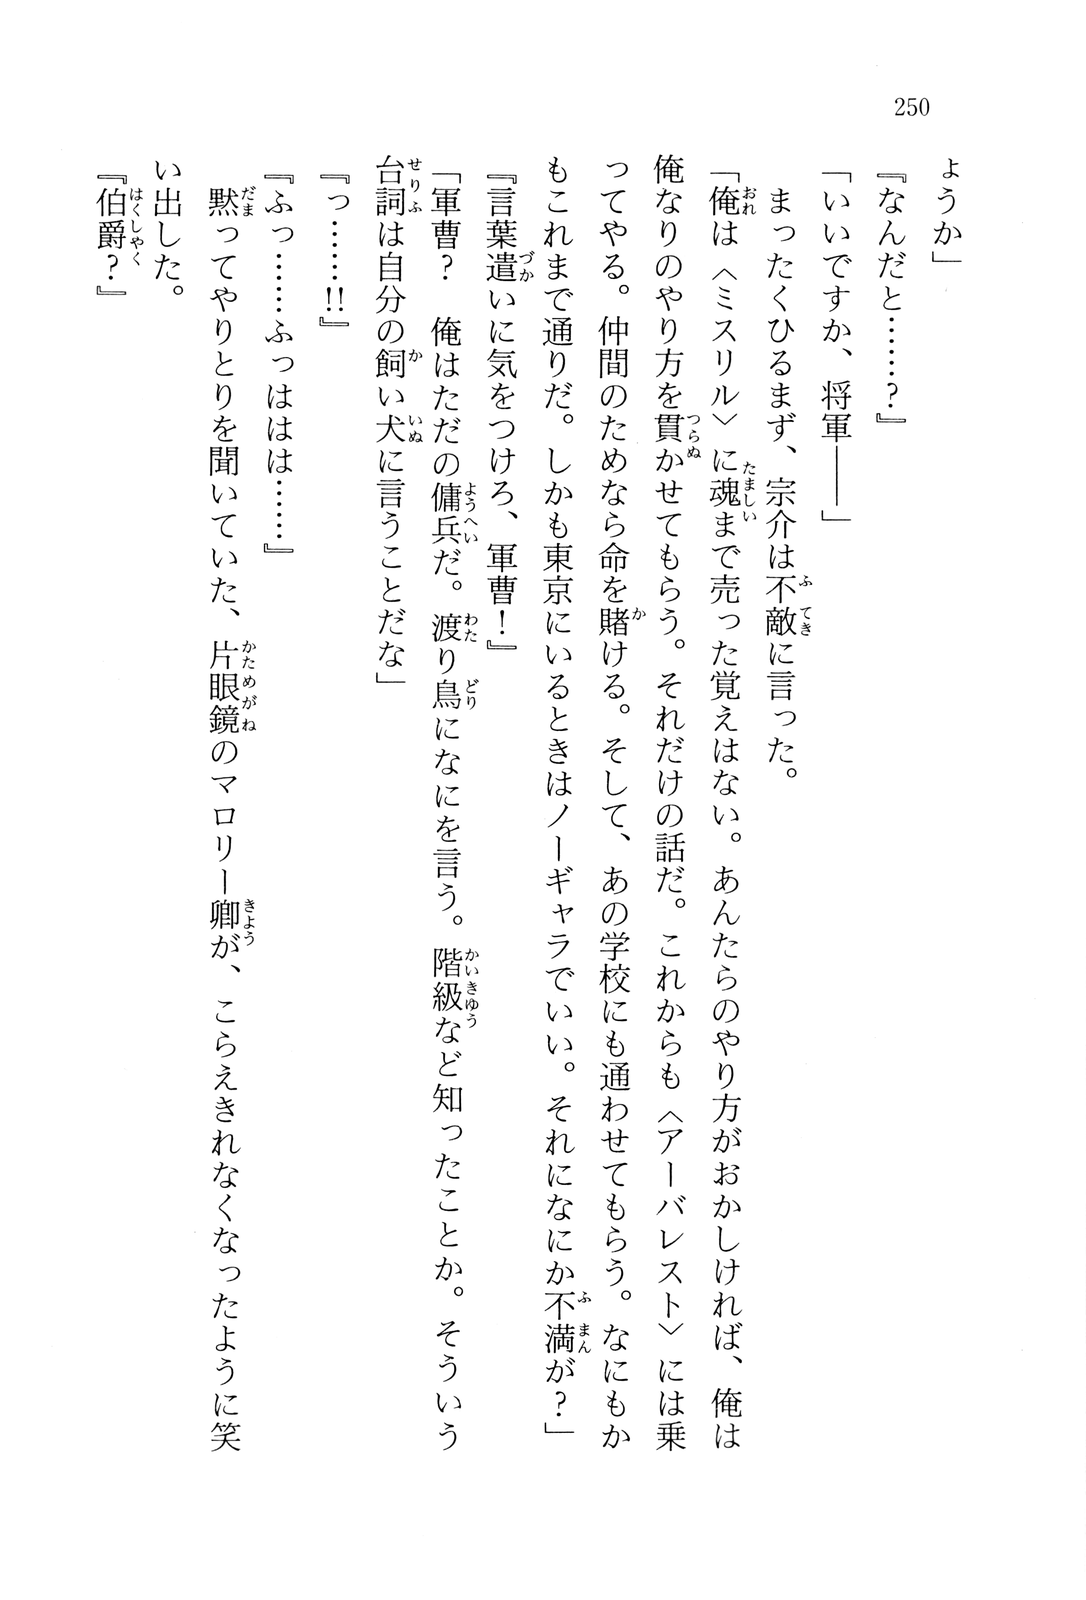 250
ょうか」
『なんだと……?』
「いいですか、将軍――」
まったくひるまず、宗介は不敵に言った。
「俺は〈ミスリル〉に魂まで売った覚えはない。あんたらのやり方がおかしければ、俺は
俺なりのやり方を貫かせてもらう。それだけの話だ。これからも〈アーバレスト〉には乗
ってやる。仲間のためなら命を賭ける。そして、あの学校にも通わせてもらう。なにもか
もこれまで通りだ。しかも東京にいるときはノーギャラでいい。それになにか不満が?」
『言葉遣いに気をつけろ、軍曹!』
「軍曹? 俺はただの傭兵だ。渡り鳥になにを言う。階級など知ったことか。そういう
台詞は自分の飼い犬に言うことだな」
『っ……!!』
『ふっ……ふっははは……』
黙ってやりとりを聞いていた、片眼鏡のマロリー卿が、こらえきれなくなったように笑
い出した。
『伯爵?』